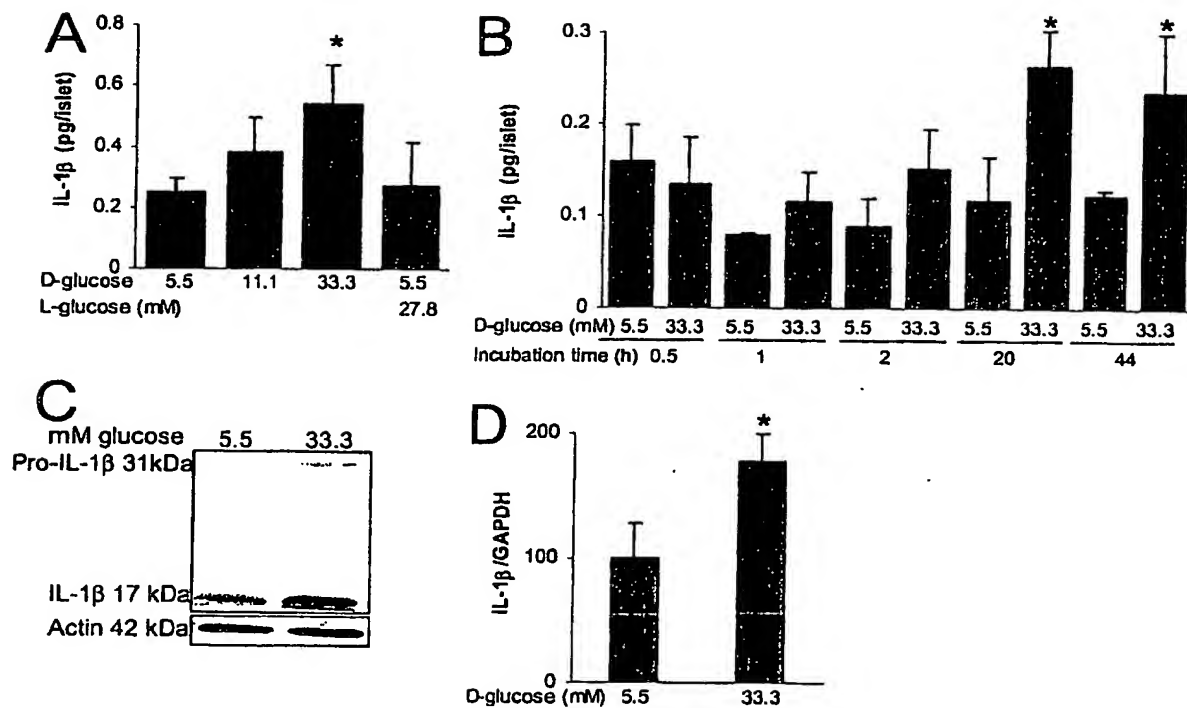 A
IL-1β (pg/islet)
0.8
0.6
0.4
0.2
0
*
D-glucose 5.5 11.1 33.3 5.5
L-glucose (mM) 27.8
B
IL-1β (pg/islet)
0.3
0.2
0.1
0
* *
D-glucose (mM) 5.5 33.3 5.5 33.3 5.5 33.3 5.5 33.3 5.5 33.3
Incubation time (h) 0.5 1 2 20 44
C
mM glucose 5.5 33.3
Pro-IL-1β 31kDa
IL-1β 17 kDa
Actin 42 kDa
D
IL-1β/GAPDH
200
100
0
*
D-glucose (mM) 5.5 33.3